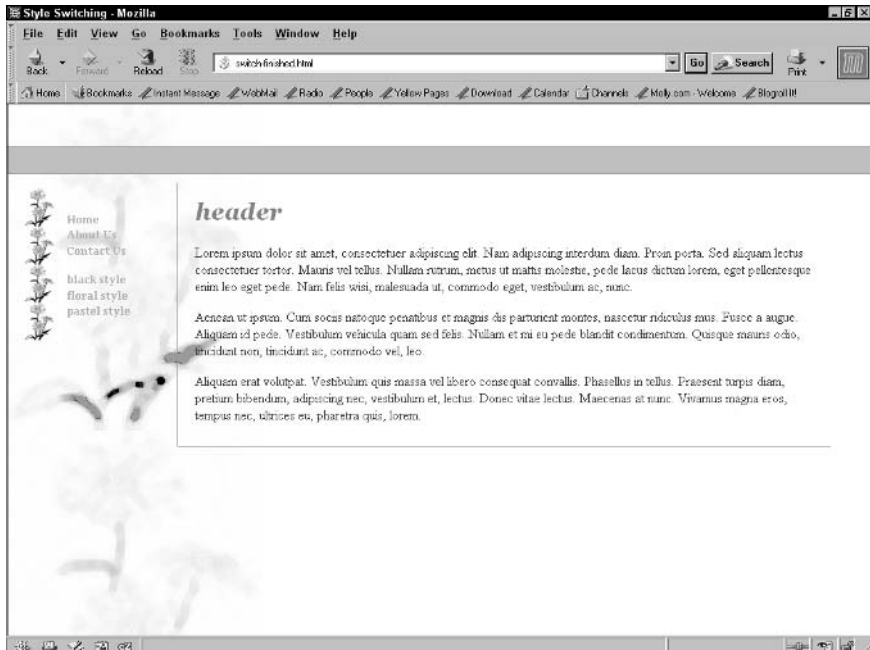 Style Switching - Mozilla
File Edit View Go Bookmarks Tools Window Help
Back Forward Reload Stop switch-finished.html Go Search Print
Home Bookmarks Instant Message WebMail Radio People Yellow Pages Download Calendar Channels Molly.com - Welcome Blogroll It!
header
Home
About Us
Contact Us
black style
floral style
pastel style
Lorem ipsum dolor sit amet, consectetuer adipiscing elit. Nam adipiscing interdum diam. Proin porta. Sed aliquam lectus
consectetuer tortor. Mauris vel tellus. Nullam rutrum, metus ut mattis molestie, pede lacus dictum lorem, eget pellentesque
enim leo eget pede. Nam felis wisi, malesuada ut, commodo eget, vestibulum ac, nunc.
Aenean ut ipsum. Cum sociis natoque penatibus et magnis dis parturient montes, nascetur ridiculus mus. Fusce a augue.
Aliquam id pede. Vestibulum vehicula quam sed felis. Nullam et mi eu pede blandit condimentum. Quisque mauris odio,
tincidunt non, tincidunt ac, commodo vel, leo.
Aliquam erat volutpat. Vestibulum quis massa vel libero consequat convallis. Phasellus in tellus. Praesent turpis diam,
pretium bibendum, adipiscing nec, vestibulum et, lectus. Donec vitae lectus. Maecenas at nunc. Vivamus magna eros,
tempus nec, ultrices eu, pharetra quis, lorem.